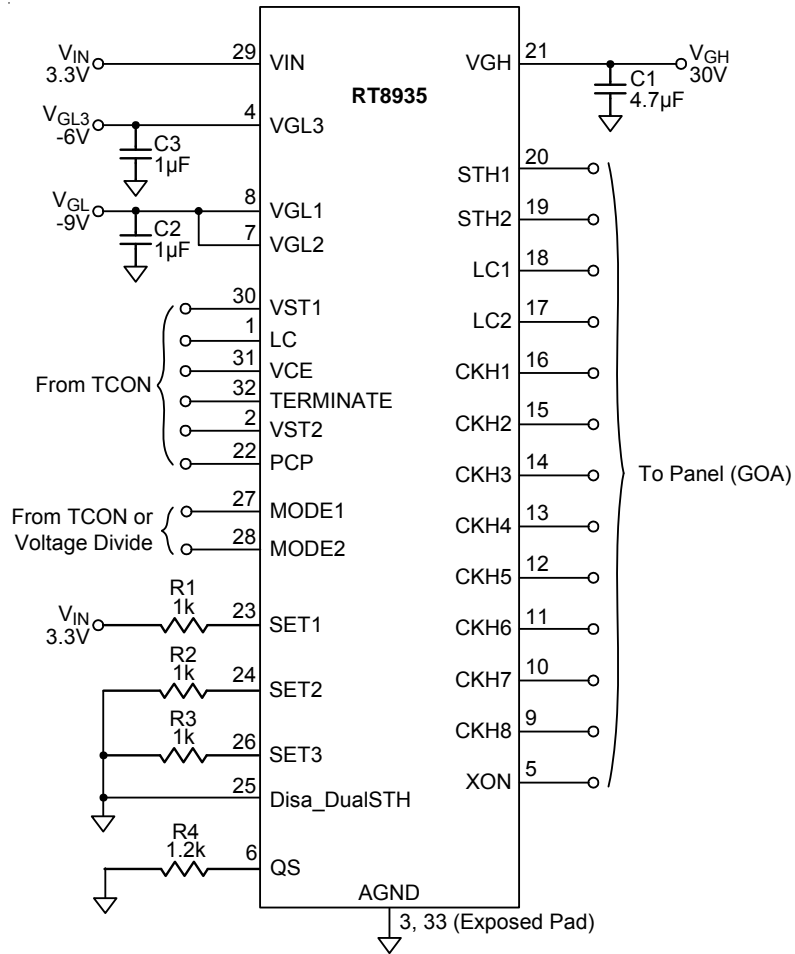 RT8935
VIN
3.3V
29
VIN
VGL3
-6V
4
VGL3
C3
1µF
VGL
-9V
8
VGL1
7
VGL2
C2
1µF
From TCON
30
VST1
1
LC
31
VCE
32
TERMINATE
2
VST2
22
PCP
From TCON or
Voltage Divide
27
MODE1
28
MODE2
VIN
3.3V
R1
1k
23
SET1
R2
1k
24
SET2
R3
1k
26
SET3
25
Disa_DualSTH
R4
1.2k
6
QS
AGND
3, 33 (Exposed Pad)
VGH
21
VGH
30V
C1
4.7µF
STH1
20
STH2
19
LC1
18
LC2
17
CKH1
16
CKH2
15
CKH3
14
CKH4
13
CKH5
12
CKH6
11
CKH7
10
CKH8
9
XON
5
To Panel (GOA)